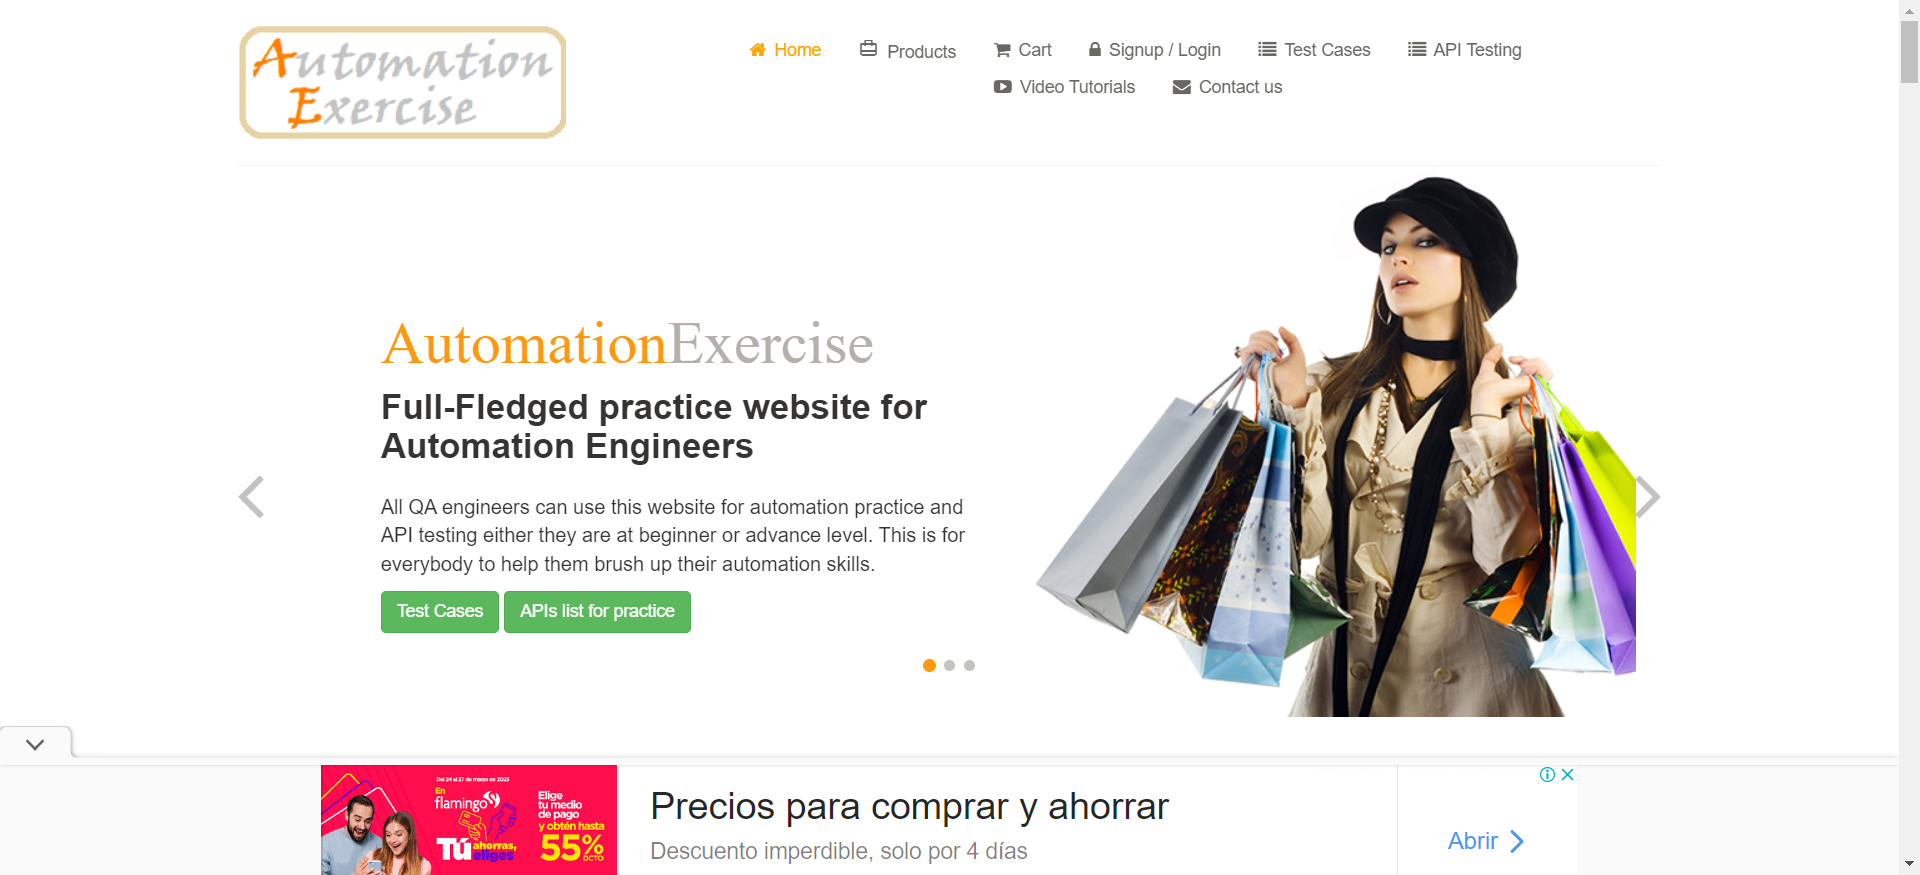 Automation
Exercise
Home
Products
Cart
Signup / Login
Test Cases
API Testing
Video Tutorials
Contact us
AutomationExercise
Full-Fledged practice website for
Automation Engineers
All QA engineers can use this website for automation practice and
API testing either they are at beginner or advance level. This is for
everybody to help them brush up their automation skills.
Test Cases
APIs list for practice
Del 24 al 27 de marzo de 2023
En
flamingo
Elige
tu medio
de pago
y obtén hasta
55%
DCTO
Tú ahorras,
eliges
Precios para comprar y ahorrar
Descuento imperdible, solo por 4 días
Abrir